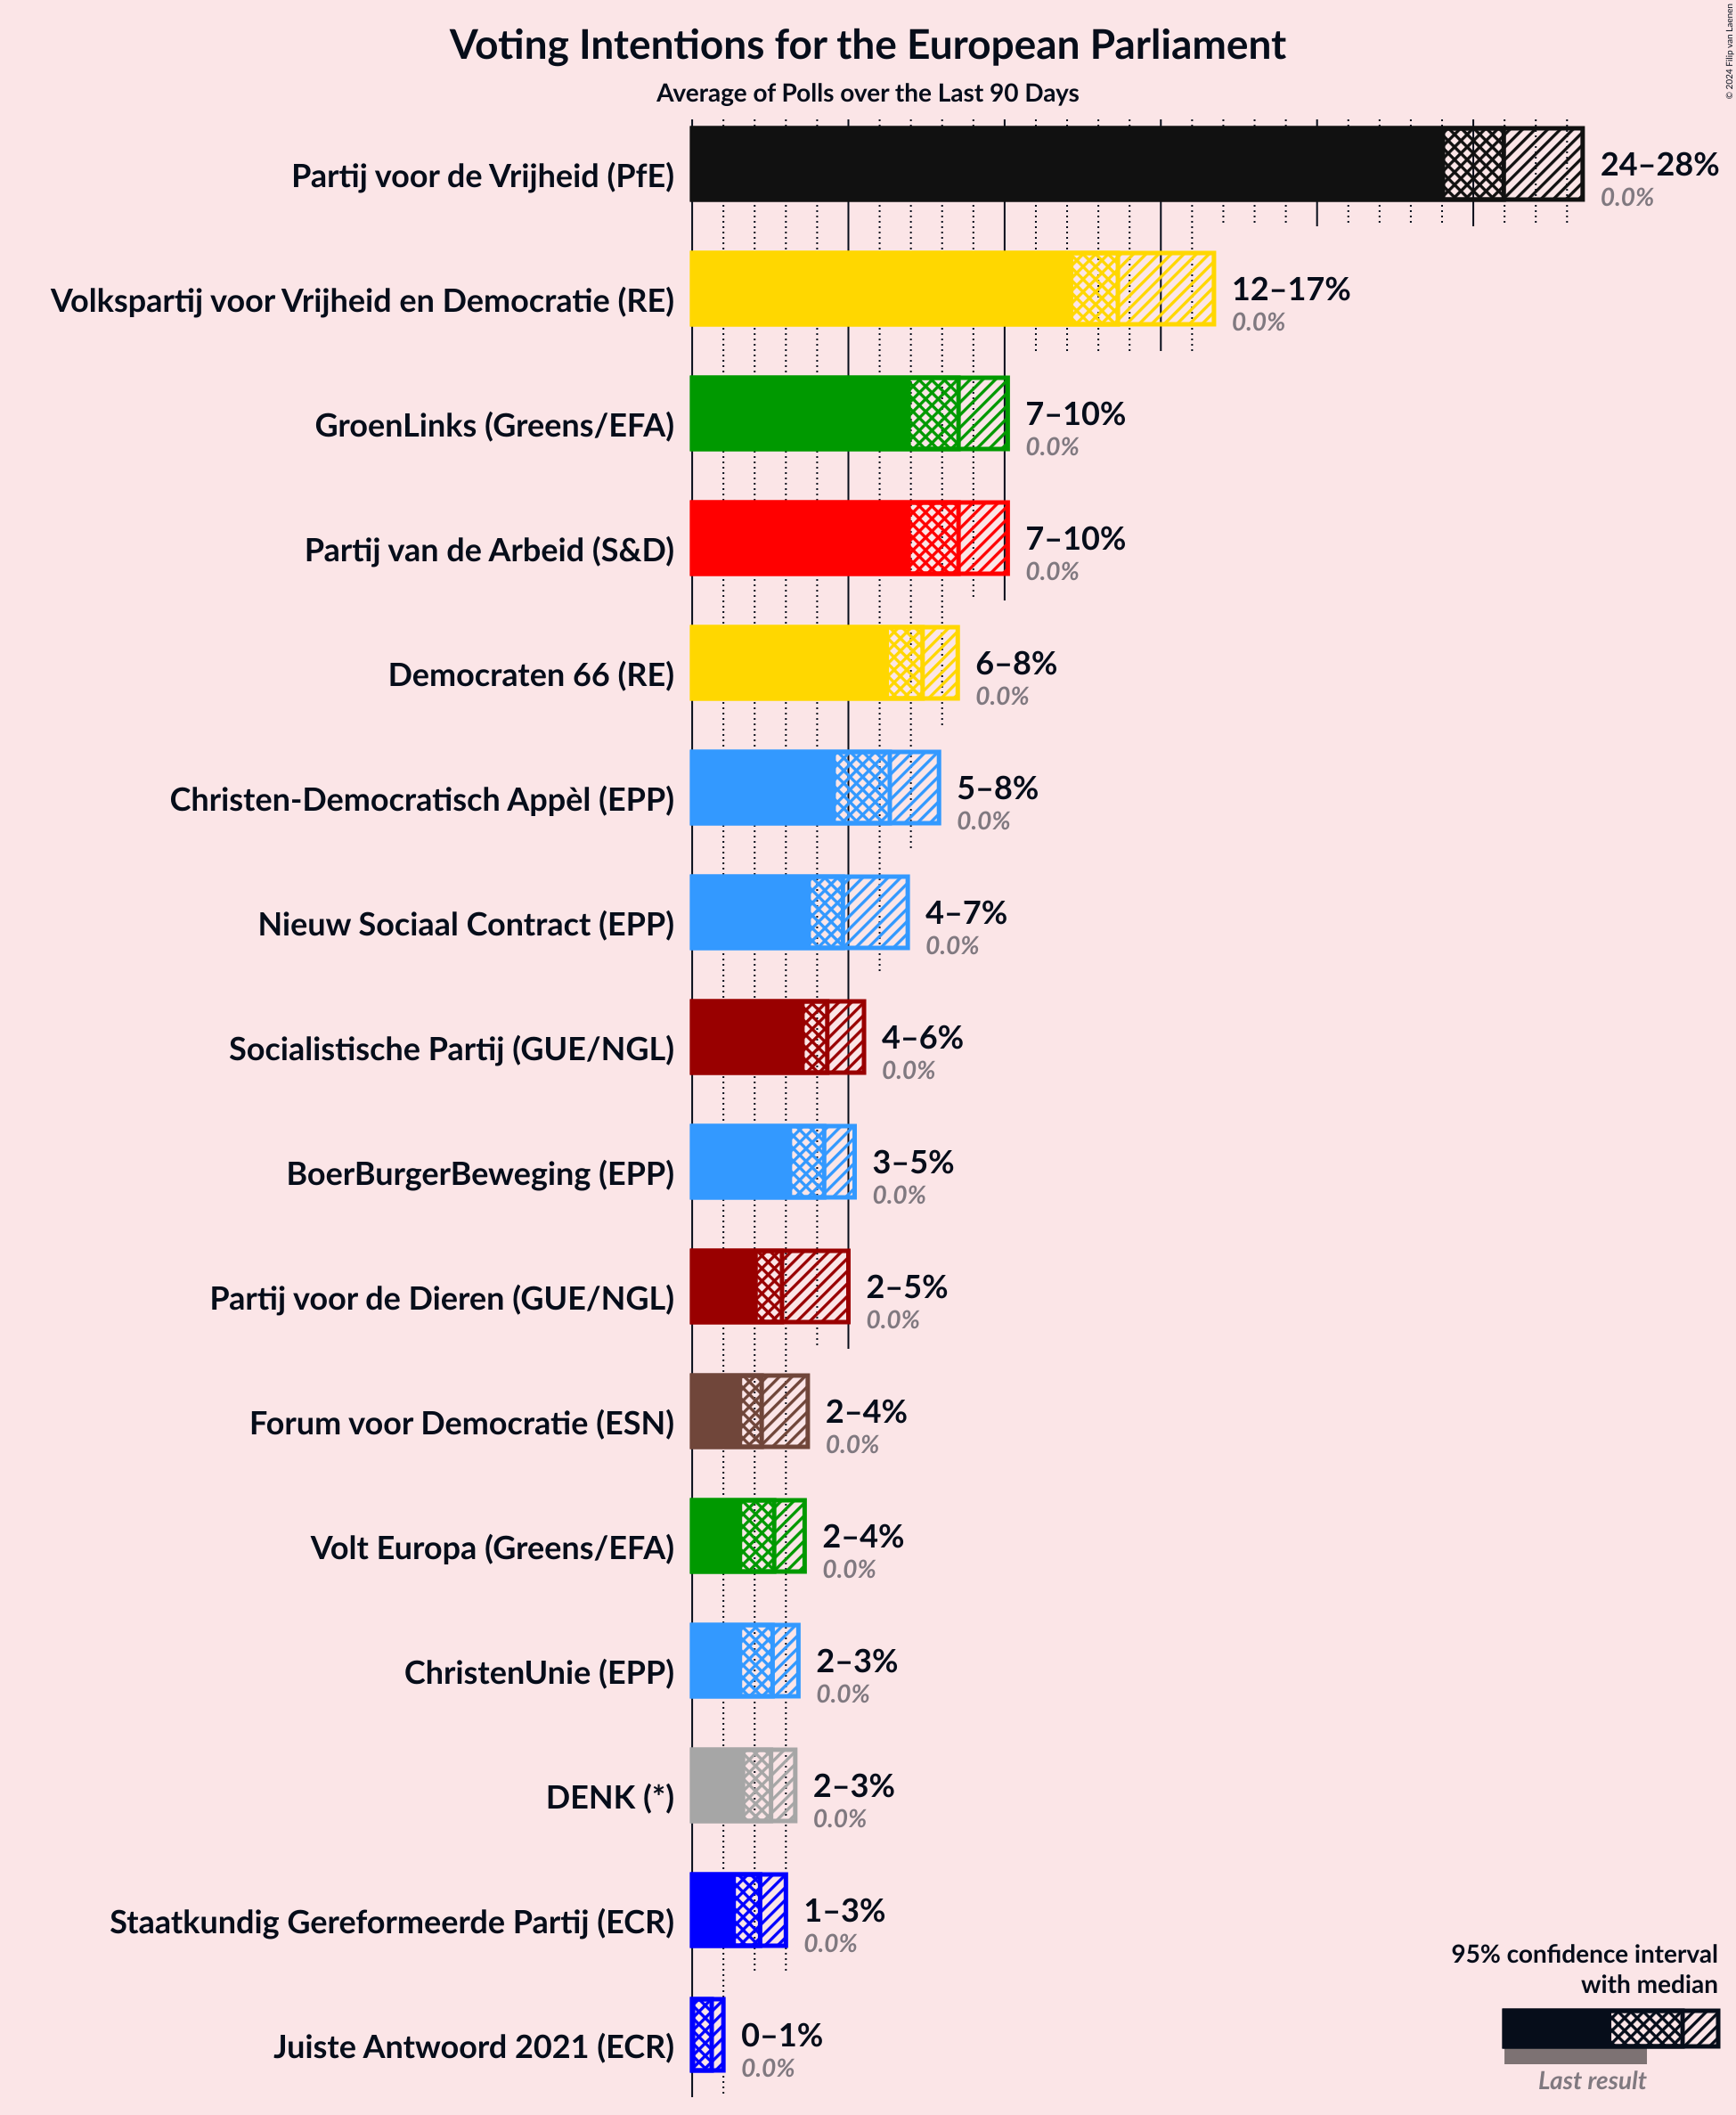 Voting Intentions for the European Parliament
Average of Polls over the Last 90 Days
© 2024 Filip van Laenen
Partij voor de Vrijheid (PfE)
24–28%
0.0%
Volkspartij voor Vrijheid en Democratie (RE)
12–17%
0.0%
GroenLinks (Greens/EFA)
7–10%
0.0%
Partij van de Arbeid (S&D)
7–10%
0.0%
Democraten 66 (RE)
6–8%
0.0%
Christen-Democratisch Appèl (EPP)
5–8%
0.0%
Nieuw Sociaal Contract (EPP)
4–7%
0.0%
Socialistische Partij (GUE/NGL)
4–6%
0.0%
BoerBurgerBeweging (EPP)
3–5%
0.0%
Partij voor de Dieren (GUE/NGL)
2–5%
0.0%
Forum voor Democratie (ESN)
2–4%
0.0%
Volt Europa (Greens/EFA)
2–4%
0.0%
ChristenUnie (EPP)
2–3%
0.0%
DENK (*)
2–3%
0.0%
Staatkundig Gereformeerde Partij (ECR)
1–3%
0.0%
Juiste Antwoord 2021 (ECR)
0–1%
0.0%
95% confidence interval
with median
Last result